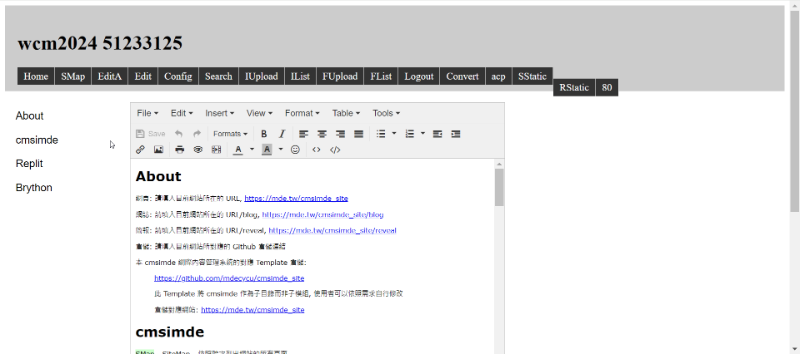 wcm2024 51233125
Home SMap EditA Edit Config Search IUpload IList FUpload FList Logout Convert acp SStatic
RStatic 80
About
cmsimde
Replit
Brython
File Edit Insert View Format Table Tools
Save Formats B I
A A
About
網頁: 請填入目前網站所在的 URL, https://mde.tw/cmsimde_site
網誌: 請填入目前網站所在的 URL/blog, https://mde.tw/cmsimde_site/blog
簡報: 請填入目前網站所在的 URL/reveal, https://mde.tw/cmsimde_site/reveal
倉儲: 請填入目前網站所對應的 Github 倉儲連結
本 cmsimde 網際內容管理系統的對應 Template 倉儲:
https://github.com/mdecycu/cmsimde_site
此 Template 將 cmsimde 作為子目錄而非子模組, 使用者可以依照需求自行修改
倉儲對應網站: https://mde.tw/cmsimde_site
cmsimde
SMap - SiteMap